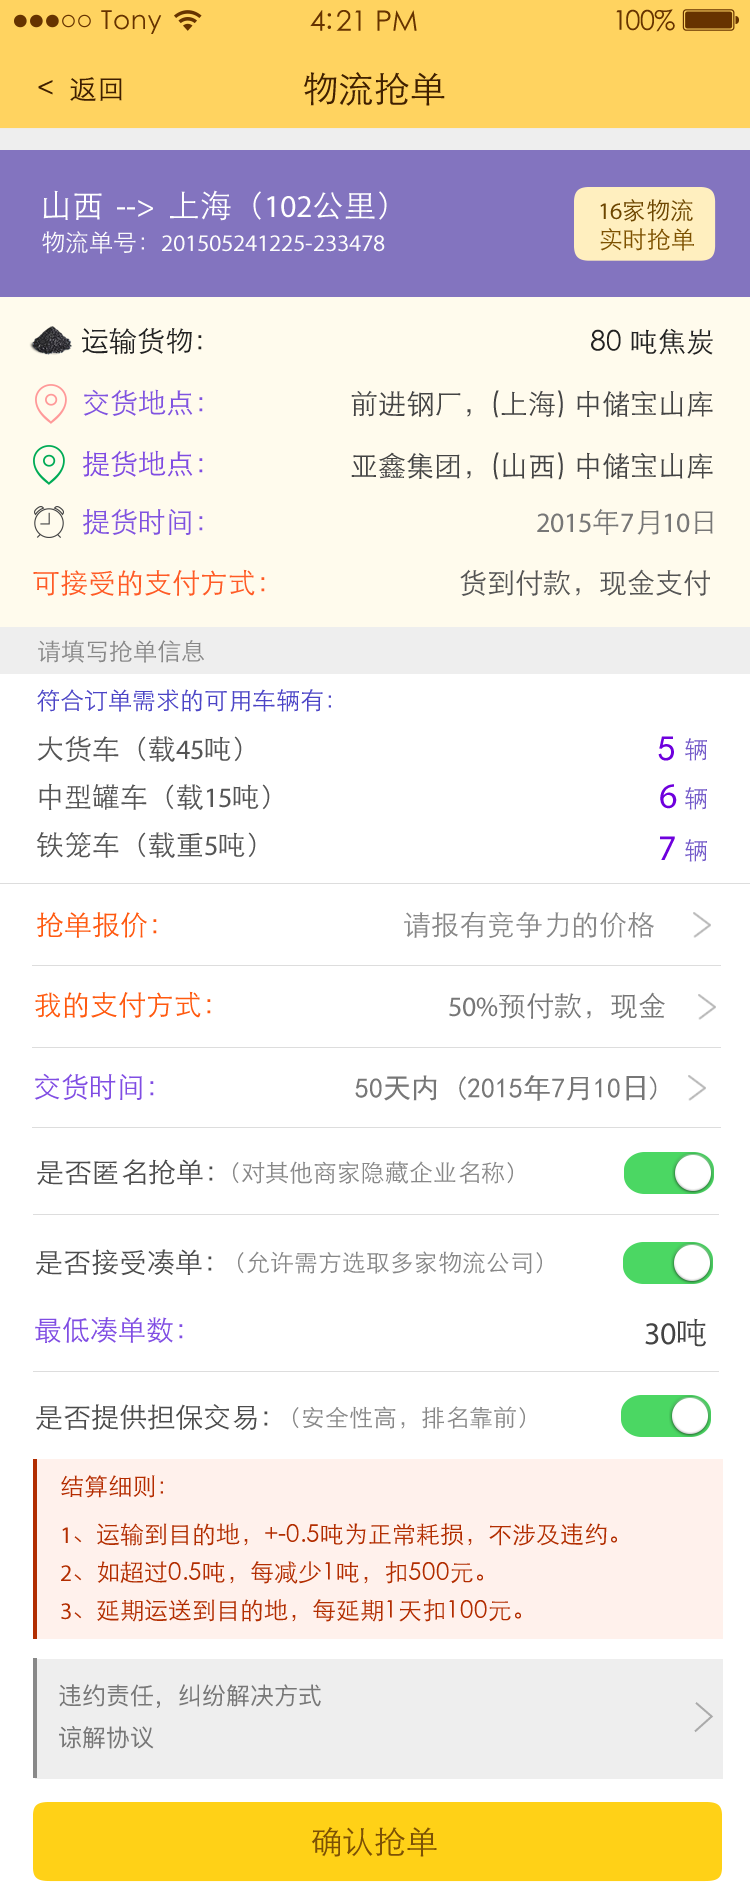 Tony 4:21 PM 100%
< 返回 物流抢单
山西 --> 上海（102公里）
物流单号：201505241225-233478
16家物流
实时抢单
运输货物： 80 吨焦炭
交货地点： 前进钢厂，(上海) 中储宝山库
提货地点： 亚鑫集团，(山西) 中储宝山库
提货时间： 2015年7月10日
可接受的支付方式： 货到付款，现金支付
请填写抢单信息
符合订单需求的可用车辆有：
大货车（载45吨） 5 辆
中型罐车（载15吨） 6 辆
铁笼车（载重5吨） 7 辆
抢单报价： 请报有竞争力的价格
我的支付方式： 50%预付款，现金
交货时间： 50天内（2015年7月10日）
是否匿名抢单：（对其他商家隐藏企业名称）
是否接受凑单：（允许需方选取多家物流公司）
最低凑单数： 30吨
是否提供担保交易：（安全性高，排名靠前）
结算细则：
1、运输到目的地，+-0.5吨为正常耗损，不涉及违约。
2、如超过0.5吨，每减少1吨，扣500元。
3、延期运送到目的地，每延期1天扣100元。
违约责任，纠纷解决方式
谅解协议
确认抢单